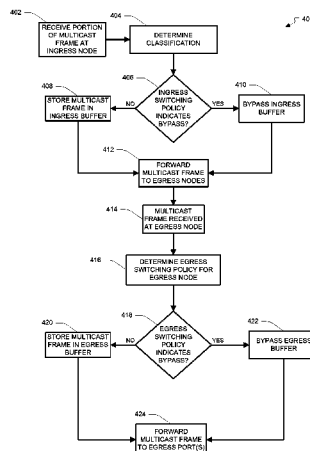 402
RECEIVE PORTION
OF MULTICAST
FRAME AT
INGRESS NODE
404
DETERMINE
CLASSIFICATION
40
406
INGRESS
SWITCHING
POLICY
INDICATES
BYPASS?
NO
YES
408
STORE MULTICAST
FRAME IN
INGRESS BUFFER
410
BYPASS INGRESS
BUFFER
412
FORWARD
MULTICAST FRAME
TO EGRESS NODES
414
MULTICAST
FRAME RECEIVED
AT EGRESS NODE
416
DETERMINE EGRESS
SWITCHING POLICY FOR
EGRESS NODE
418
EGRESS
SWITCHING
POLICY
INDICATES
BYPASS?
NO
YES
420
STORE MULTICAST
FRAME IN EGRESS
BUFFER
422
BYPASS EGRESS
BUFFER
424
FORWARD
MULTICAST FRAME
TO EGRESS PORT(S)